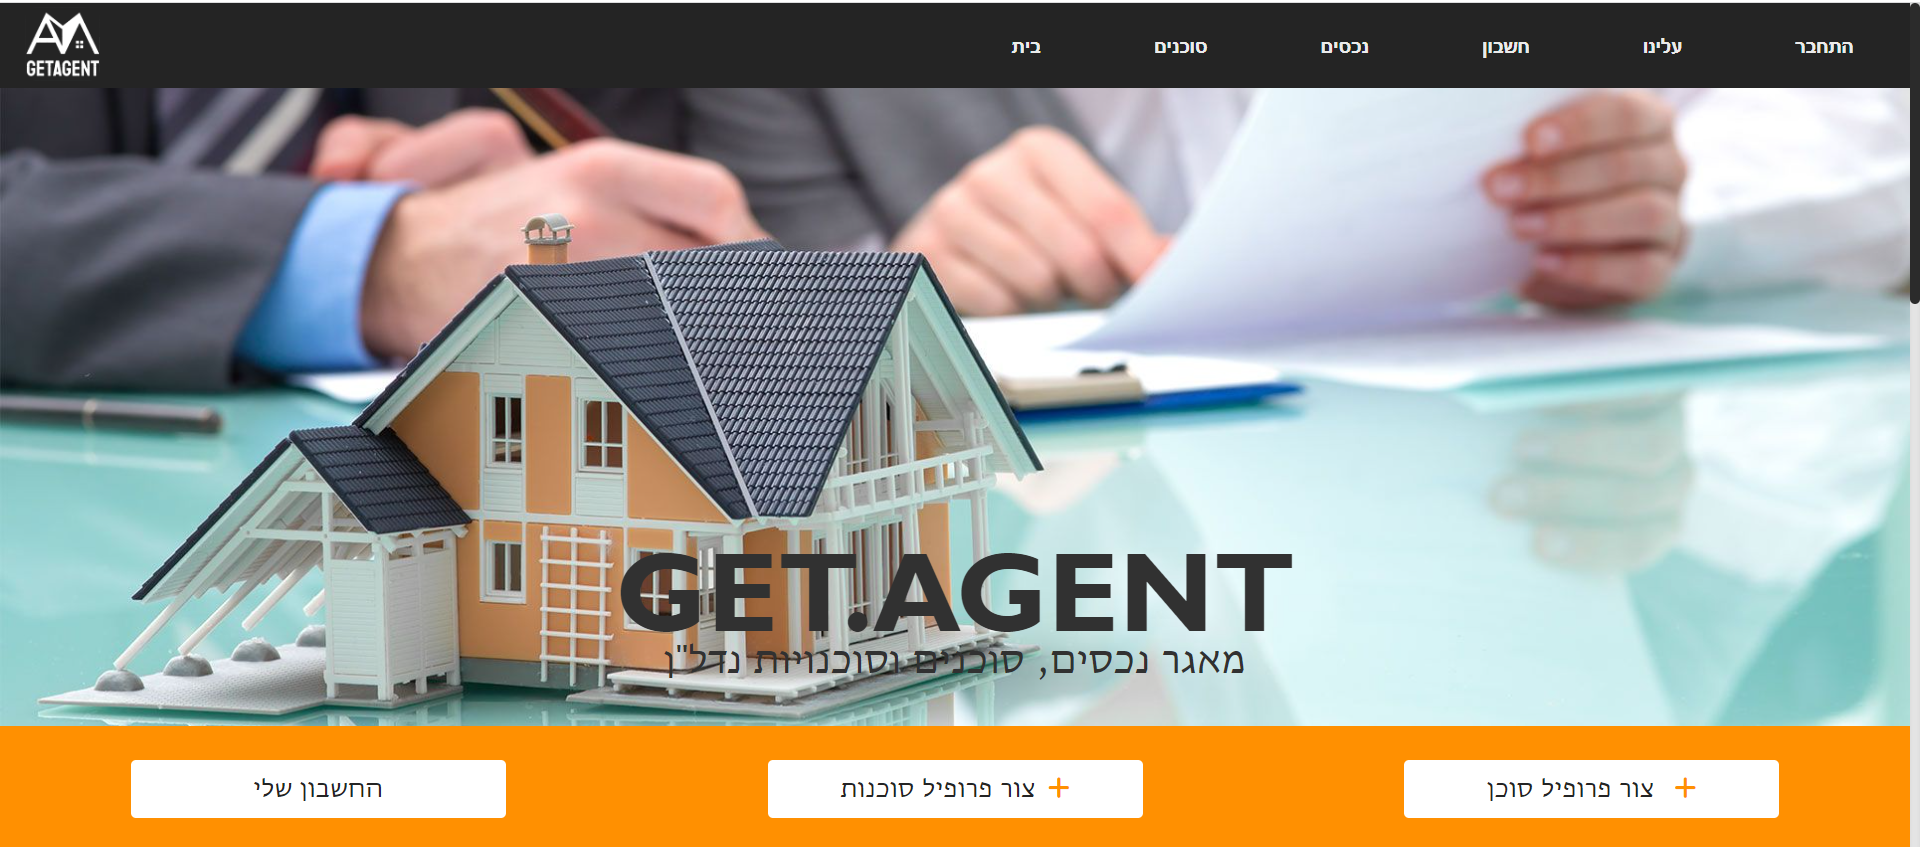 GETAGENT
בית
סוכנים
נכסים
חשבון
עלינו
התחבר
GET.AGENT
מאגר נכסים, סוכנים וסוכנויות נדל"ן
+ צור פרופיל סוכן
+ צור פרופיל סוכנות
החשבון שלי